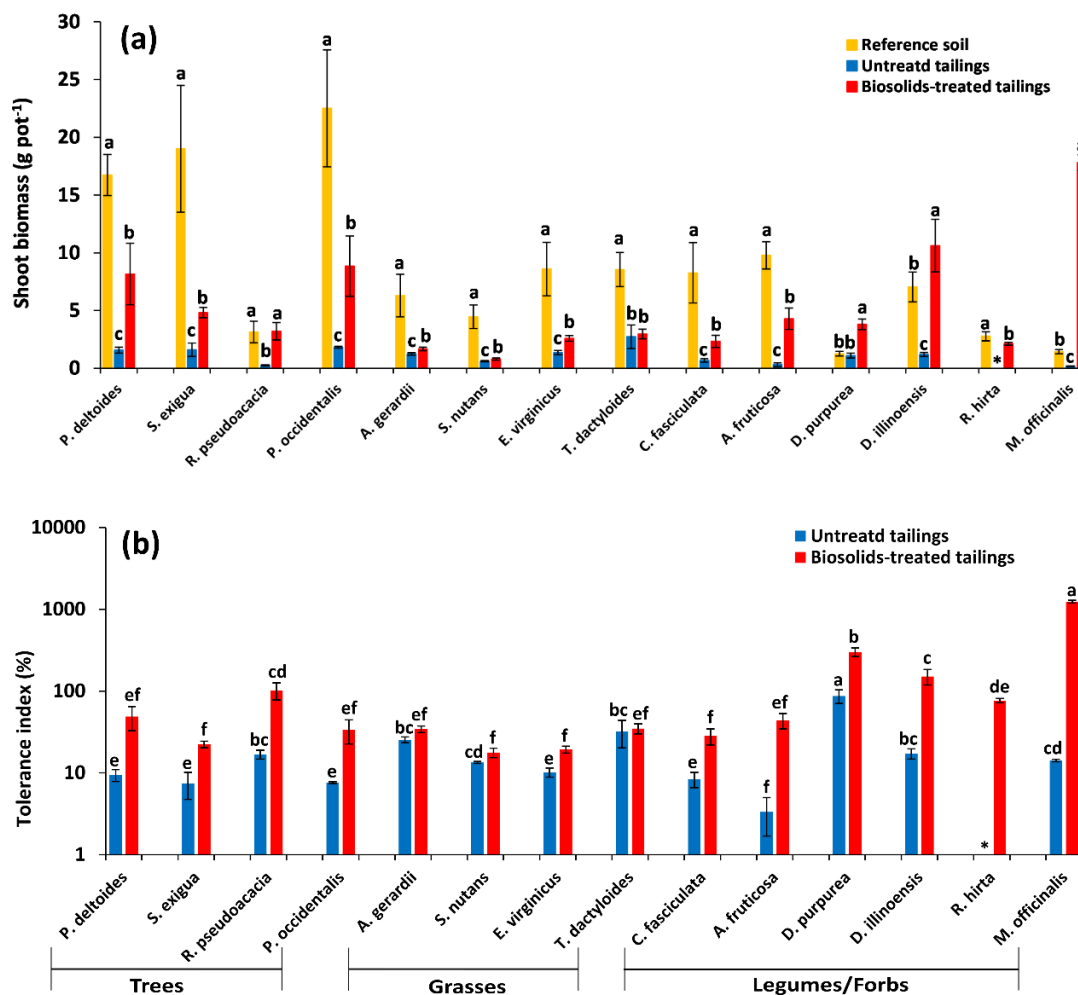 (a)
Reference soil
Untreatd tailings
Biosolids-treated tailings
Shoot biomass (g pot⁻¹)
30
25
20
15
10
5
0
a c b
a c b
a b a
a c b
a c b
a c b
a c b
a b b
a c b
a c b
b b a
b c a
a * b
b c
P. deltoides
S. exigua
R. pseudoacacia
P. occidentalis
A. gerardii
S. nutans
E. virginicus
T. dactyloides
C. fasciculata
A. fruticosa
D. purpurea
D. illinoensis
R. hirta
M. officinalis
(b)
Untreatd tailings
Biosolids-treated tailings
Tolerance index (%)
10000
1000
100
10
1
e ef
e f
bc cd
e ef
bc ef
cd f
e f
bc ef
e f
f ef
a b
bc c
* de
cd a
P. deltoides
S. exigua
R. pseudoacacia
P. occidentalis
A. gerardii
S. nutans
E. virginicus
T. dactyloides
C. fasciculata
A. fruticosa
D. purpurea
D. illinoensis
R. hirta
M. officinalis
Trees
Grasses
Legumes/Forbs